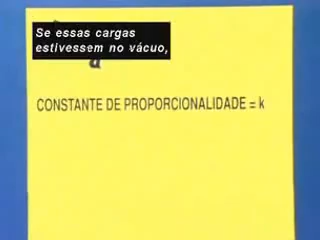 Se essas cargas
estivessem no vácuo,
d
CONSTANTE DE PROPORCIONALIDADE = k